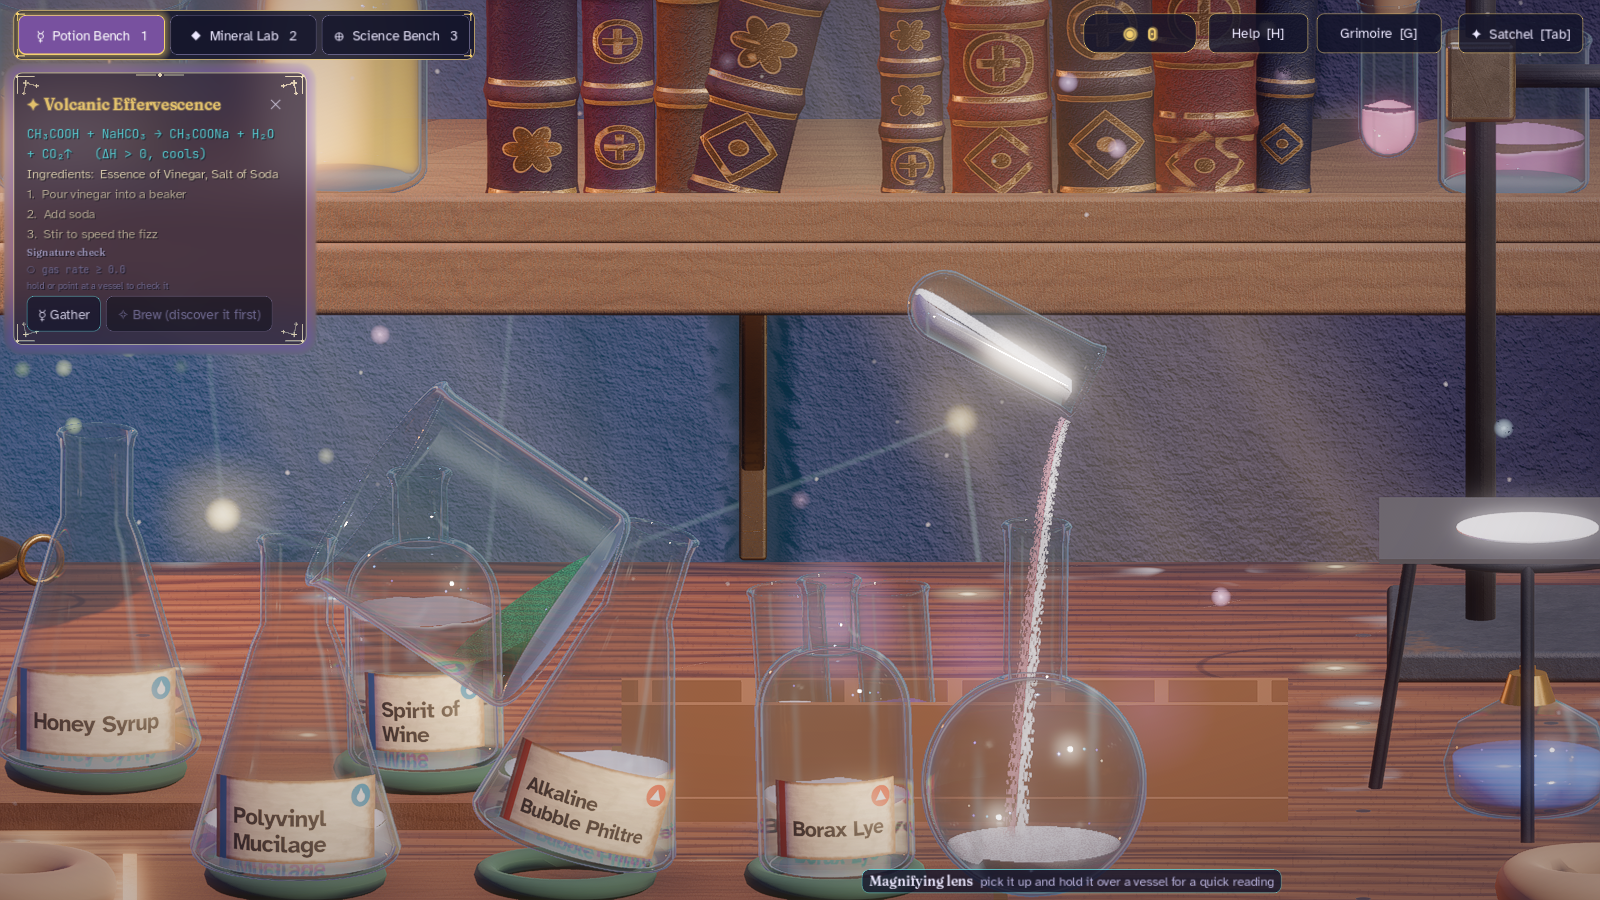 ☿ Potion Bench 1
◆ Mineral Lab 2
⊕ Science Bench 3
0
Help [H]
Grimoire [G]
✦ Satchel [Tab]
✦ Volcanic Effervescence
CH₃COOH + NaHCO₃ → CH₃COONa + H₂O
+ CO₂↑ (ΔH > 0, cools)
Ingredients: Essence of Vinegar, Salt of Soda
1. Pour vinegar into a beaker
2. Add soda
3. Stir to speed the fizz
Signature check
○ gas rate ≥ 0.0
hold or point at a vessel to check it
☿ Gather
✧ Brew (discover it first)
Honey Syrup
Spirit of
Wine
Polyvinyl
Mucilage
Alkaline
Bubble Philtre
Borax Lye
Magnifying lens pick it up and hold it over a vessel for a quick reading